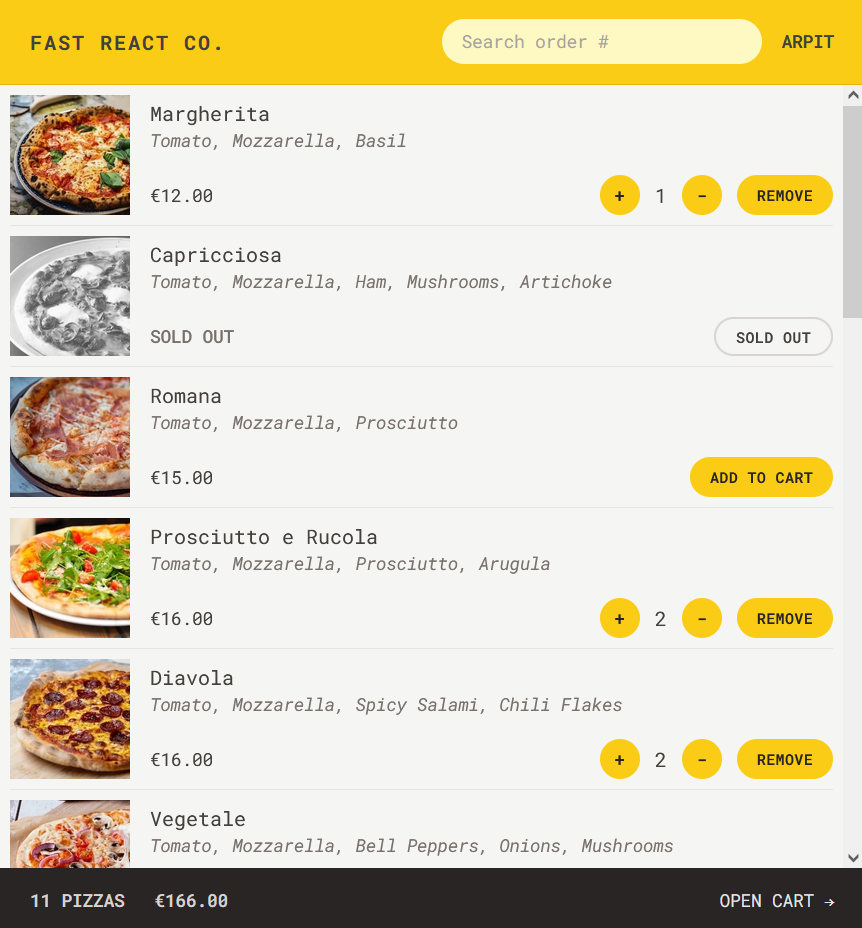 FAST REACT CO.
Search order #
ARPIT
Margherita
Tomato, Mozzarella, Basil
€12.00
+ 1 - REMOVE
Capricciosa
Tomato, Mozzarella, Ham, Mushrooms, Artichoke
SOLD OUT
SOLD OUT
Romana
Tomato, Mozzarella, Prosciutto
€15.00
ADD TO CART
Prosciutto e Rucola
Tomato, Mozzarella, Prosciutto, Arugula
€16.00
+ 2 - REMOVE
Diavola
Tomato, Mozzarella, Spicy Salami, Chili Flakes
€16.00
+ 2 - REMOVE
Vegetale
Tomato, Mozzarella, Bell Peppers, Onions, Mushrooms
11 PIZZAS €166.00
OPEN CART →